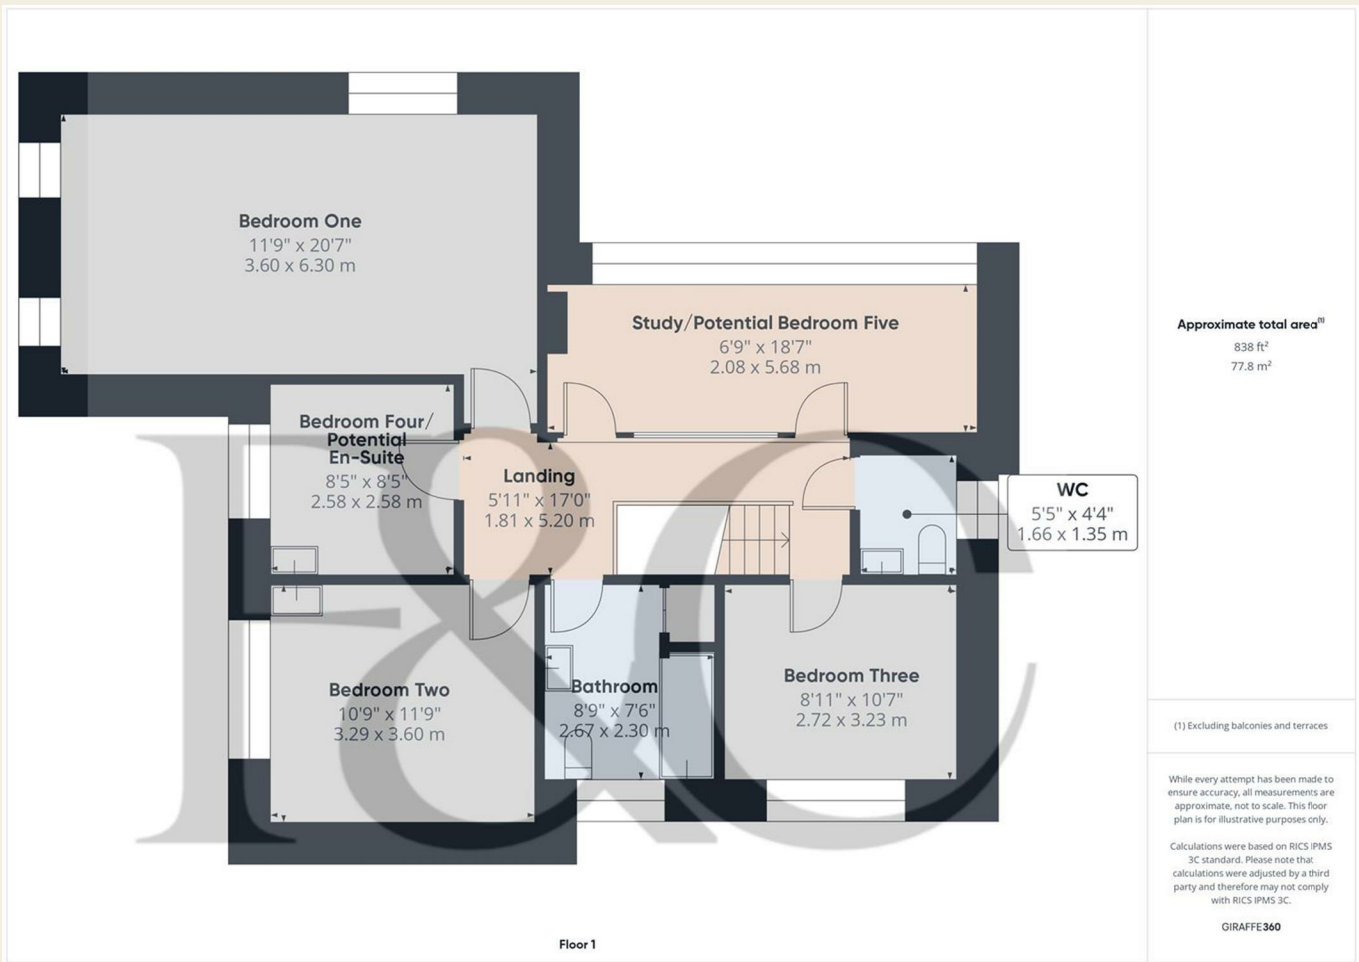 Bedroom One
11'9" x 20'7"
3.60 x 6.30 m
Study/Potential Bedroom Five
6'9" x 18'7"
2.08 x 5.68 m
Bedroom Four/
Potential
En-Suite
8'5" x 8'5"
2.58 x 2.58 m
Landing
5'11" x 17'0"
1.81 x 5.20 m
WC
5'5" x 4'4"
1.66 x 1.35 m
Bedroom Two
10'9" x 11'9"
3.29 x 3.60 m
Bathroom
8'9" x 7'6"
2.67 x 2.30 m
Bedroom Three
8'11" x 10'7"
2.72 x 3.23 m
F&C
Floor 1
Approximate total area(1)
838 ft²
77.8 m²
(1) Excluding balconies and terraces
While every attempt has been made to
ensure accuracy, all measurements are
approximate, not to scale. This floor
plan is for illustrative purposes only.
Calculations were based on RICS IPMS
3C standard. Please note that
calculations were adjusted by a third
party and therefore may not comply
with RICS IPMS 3C.
GIRAFFE360